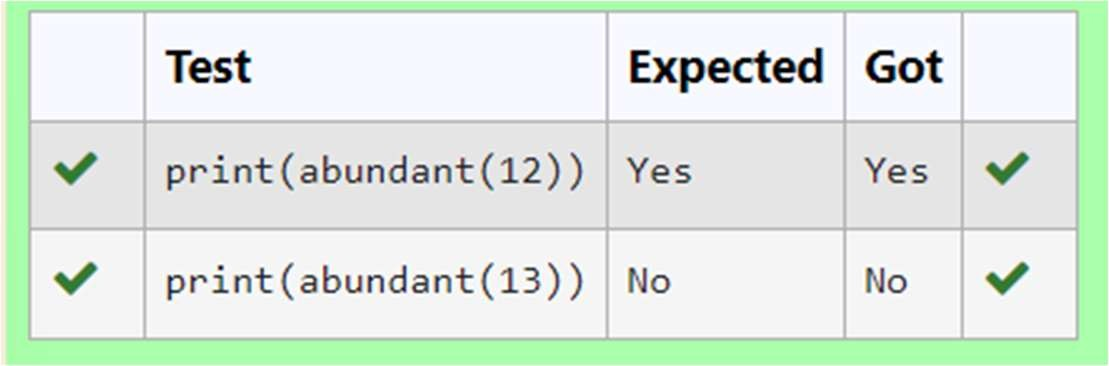 Test Expected Got
print(abundant(12)) Yes Yes
print(abundant(13)) No No